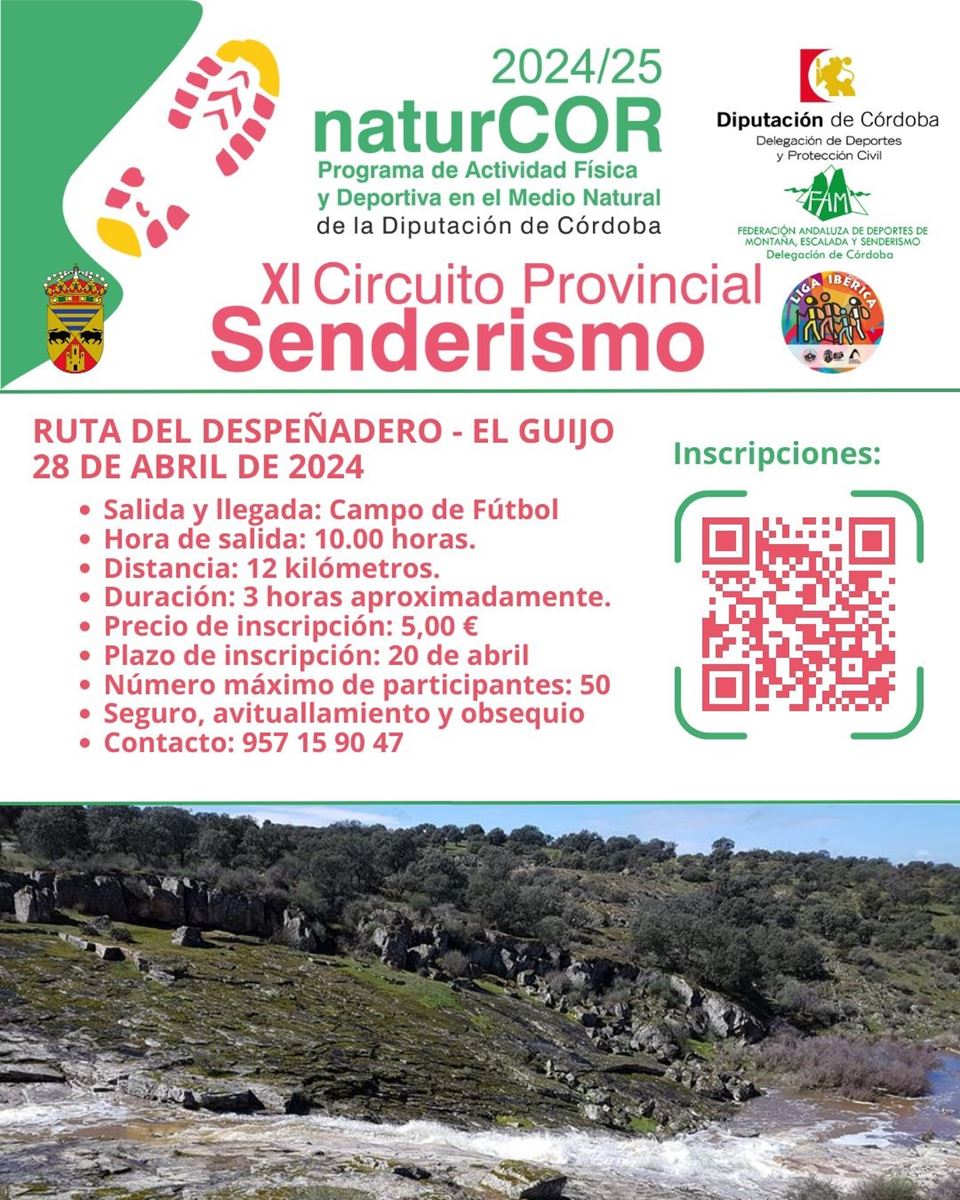 2024/25
naturCOR
Programa de Actividad Física
y Deportiva en el Medio Natural
de la Diputación de Córdoba
Diputación de Córdoba
Delegación de Deportes
y Protección Civil
FAM
FEDERACIÓN ANDALUZA DE DEPORTES DE
MONTAÑA, ESCALADA Y SENDERISMO
Delegación de Córdoba
XI Circuito Provincial
Senderismo
LIGA IBÉRICA
RUTA DEL DESPEÑADERO - EL GUIJO
28 DE ABRIL DE 2024
• Salida y llegada: Campo de Fútbol
• Hora de salida: 10.00 horas.
• Distancia: 12 kilómetros.
• Duración: 3 horas aproximadamente.
• Precio de inscripción: 5,00 €
• Plazo de inscripción: 20 de abril
• Número máximo de participantes: 50
• Seguro, avituallamiento y obsequio
• Contacto: 957 15 90 47
Inscripciones: